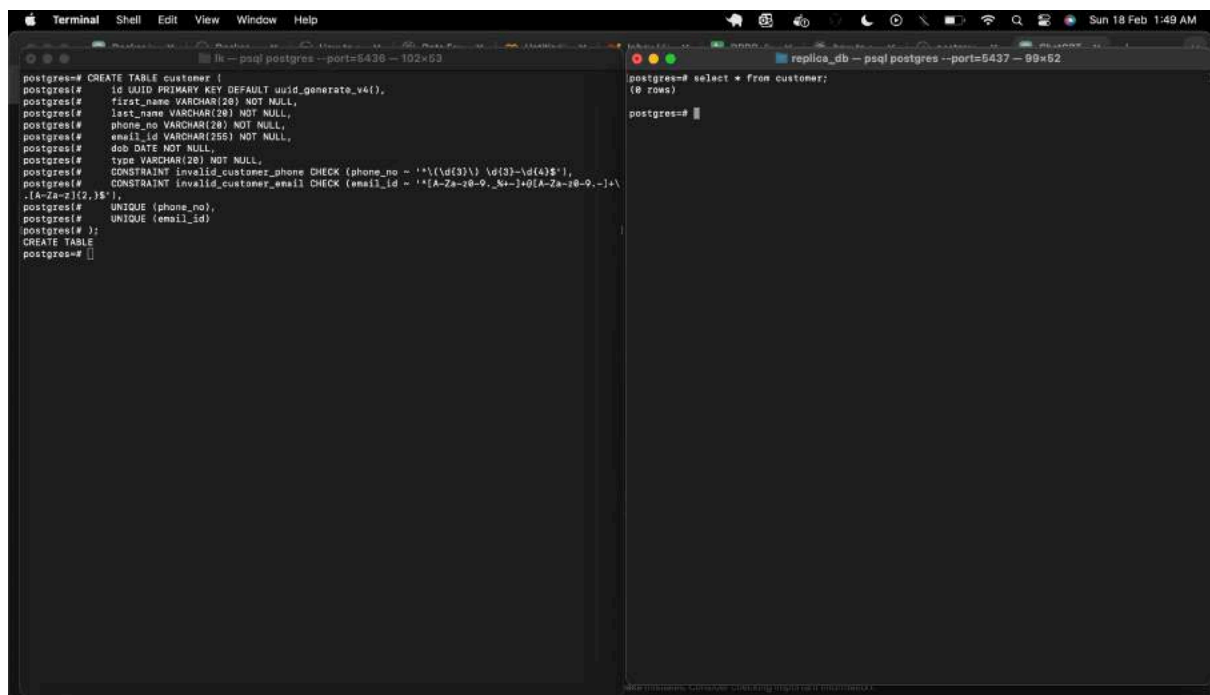 Terminal Shell Edit View Window Help
Sun 18 Feb 1:49 AM
lk — psql postgres --port=5436 — 102×53
postgres=# CREATE TABLE customer (
postgres(# id UUID PRIMARY KEY DEFAULT uuid_generate_v4(),
postgres(# first_name VARCHAR(20) NOT NULL,
postgres(# last_name VARCHAR(20) NOT NULL,
postgres(# phone_no VARCHAR(20) NOT NULL,
postgres(# email_id VARCHAR(255) NOT NULL,
postgres(# dob DATE NOT NULL,
postgres(# type VARCHAR(20) NOT NULL,
postgres(# CONSTRAINT invalid_customer_phone CHECK (phone_no ~ '^\(\d{3}\) \d{3}-\d{4}$'),
postgres(# CONSTRAINT invalid_customer_email CHECK (email_id ~ '^[A-Za-z0-9._%+-]+@[A-Za-z0-9.-]+\
.[A-Za-z]{2,}$'),
postgres(# UNIQUE (phone_no),
postgres(# UNIQUE (email_id)
postgres(# );
CREATE TABLE
postgres=#
replica_db — psql postgres --port=5437 — 99×52
postgres=# select * from customer;
(0 rows)
postgres=#